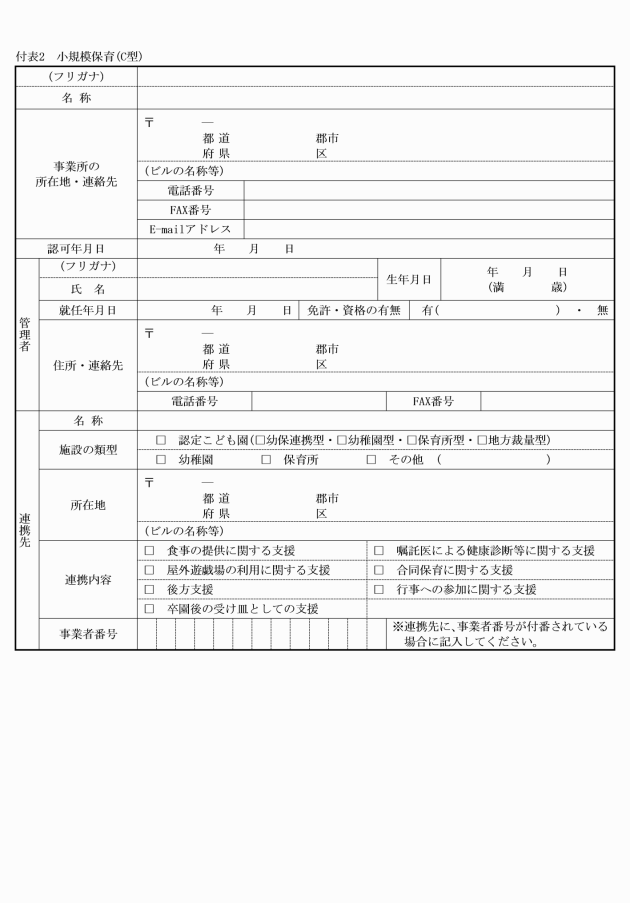 付表2　小規模保育(C型)
(フリガナ)
名 称
事業所の
所在地・連絡先
〒　　　―
都 道　　　　　　　郡市
府 県　　　　　　　区
(ビルの名称等)
電話番号
FAX番号
E-mailアドレス
認可年月日　　年　　月　　日
管理者
(フリガナ)
氏　名
生年月日
年　　月　　日
(満　　　歳)
就任年月日　　年　　月　　日　免許・資格の有無　有(　　　　　　　　　)　・　無
住所・連絡先
〒　　　―
都 道　　　　　　　郡市
府 県　　　　　　　区
(ビルの名称等)
電話番号　　　　　　　FAX番号
連携先
名 称
施設の類型
□　認定こども園(□幼保連携型・□幼稚園型・□保育所型・□地方裁量型)
□　幼稚園　　　　□　保育所　　　　□　その他　(　　　　　　　　　)
所在地
〒　　　―
都 道　　　　　　　郡市
府 県　　　　　　　区
(ビルの名称等)
連携内容
□　食事の提供に関する支援　　　□　嘱託医による健康診断等に関する支援
□　屋外遊戯場の利用に関する支援　　　□　合同保育に関する支援
□　後方支援　　　□　行事への参加に関する支援
□　卒園後の受け皿としての支援
事業者番号
※連携先に、事業者番号が付番されている
場合に記入してください。